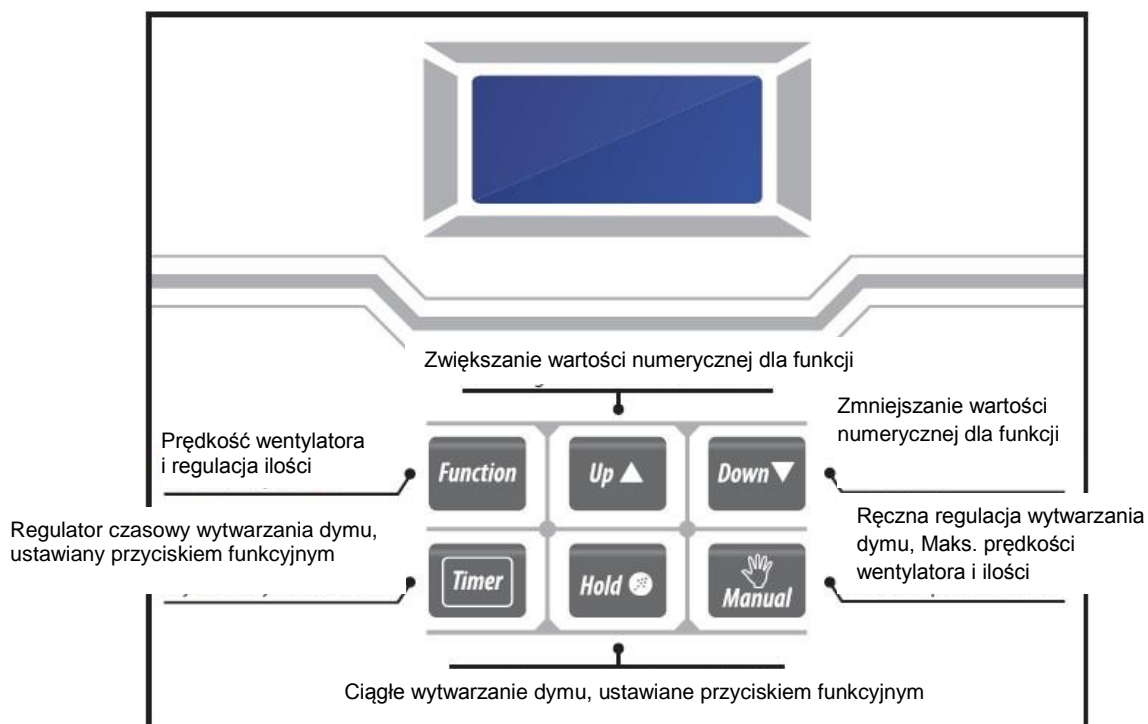 Zwiększanie wartości numerycznej dla funkcji
Prędkość wentylatora
i regulacja ilości
Zmniejszanie wartości
numerycznej dla funkcji
Function
Up ▲
Down ▼
Regulator czasowy wytwarzania dymu,
ustawiany przyciskiem funkcyjnym
Ręczna regulacja wytwarzania
dymu, Maks. prędkości
wentylatora i ilości
Timer
Hold
Manual
Ciągłe wytwarzanie dymu, ustawiane przyciskiem funkcyjnym